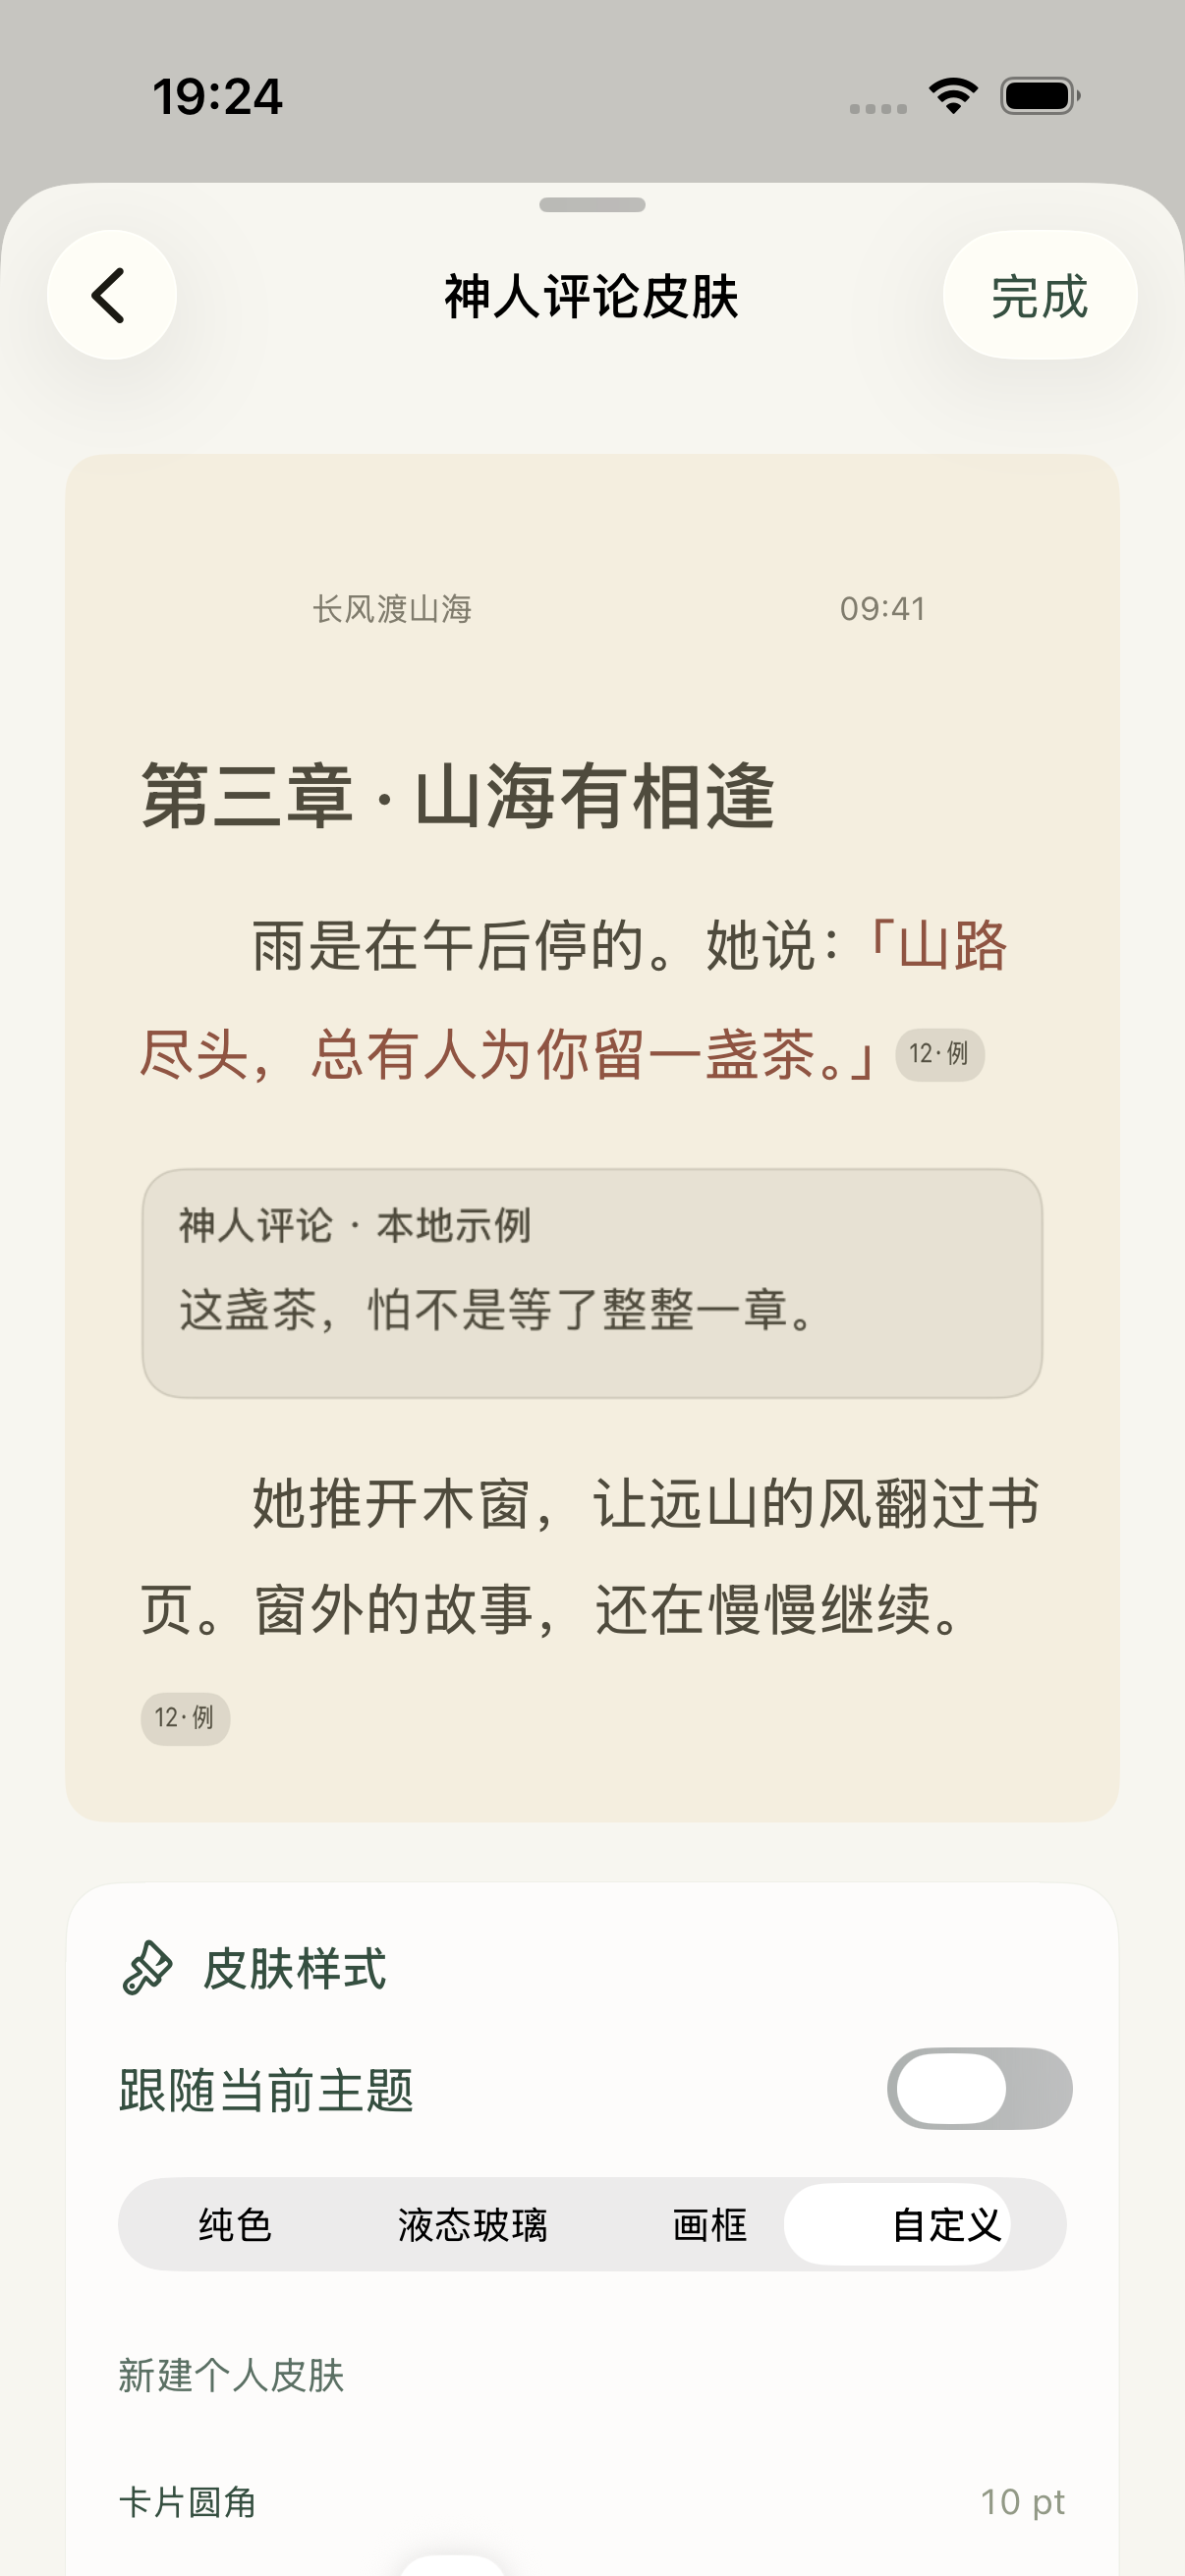 19:24
神人评论皮肤
完成
长风渡山海
09:41
第三章 · 山海有相逢
雨是在午后停的。她说：「山路
尽头，总有人为你留一盏茶。」
12·例
神人评论 · 本地示例
这盏茶，怕不是等了整整一章。
她推开木窗，让远山的风翻过书
页。窗外的故事，还在慢慢继续。
12·例
皮肤样式
跟随当前主题
纯色
液态玻璃
画框
自定义
新建个人皮肤
卡片圆角
10 pt